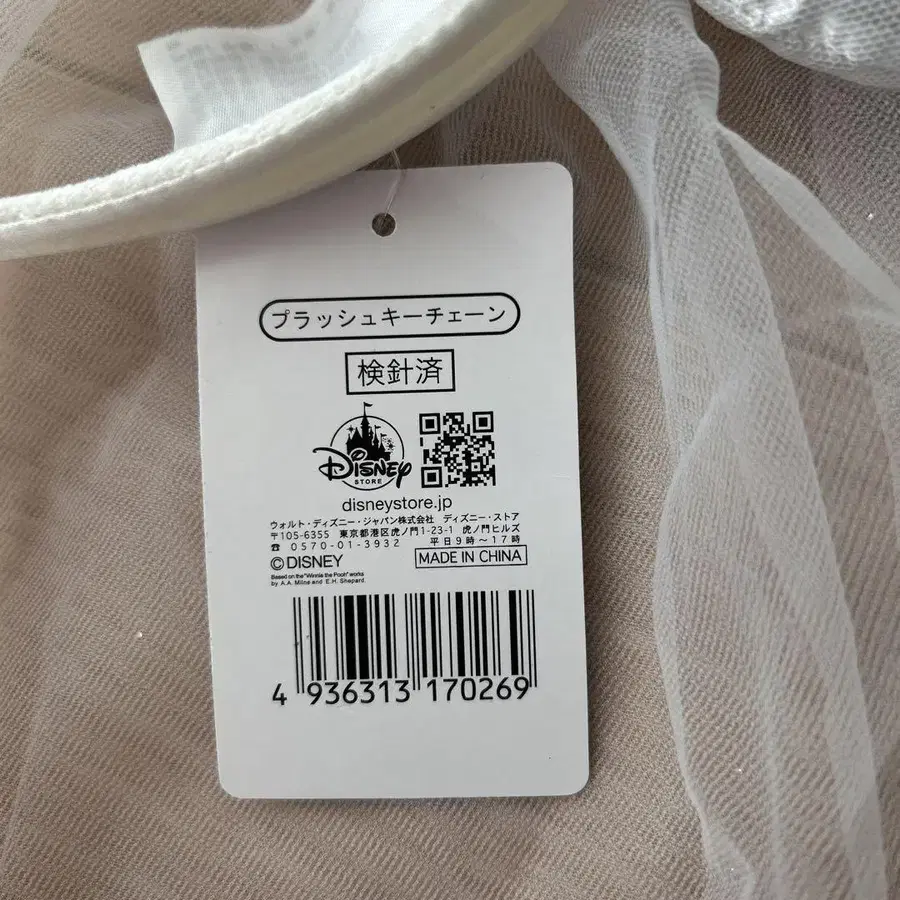 プラッシュキーチェーン
検針済
DISNEY
STORE
disneystore.jp
ウォルト・ディズニー・ジャパン株式会社 ディズニー・ストア
〒105-6355 東京都港区虎ノ門1-23-1 虎ノ門ヒルズ
☎ 0570-01-3932 平日9時～17時
©DISNEY MADE IN CHINA
Based on the "Winnie the Pooh" works
by A.A. Milne and E.H. Shepard.
4 936313 170269